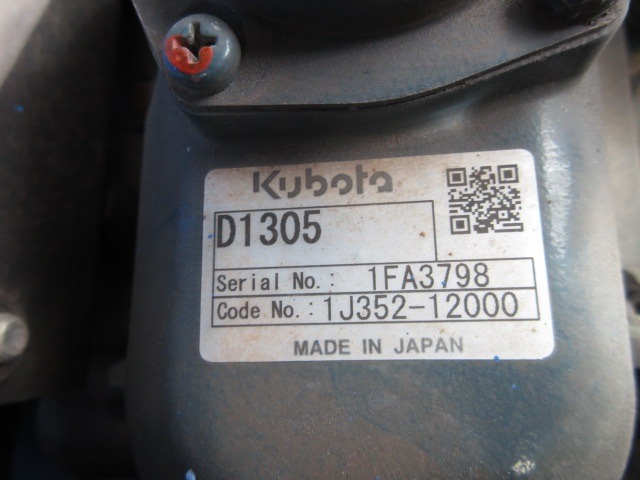 Kubota
D1305
Serial No.: 1FA3798
Code No.: 1J352-12000
MADE IN JAPAN